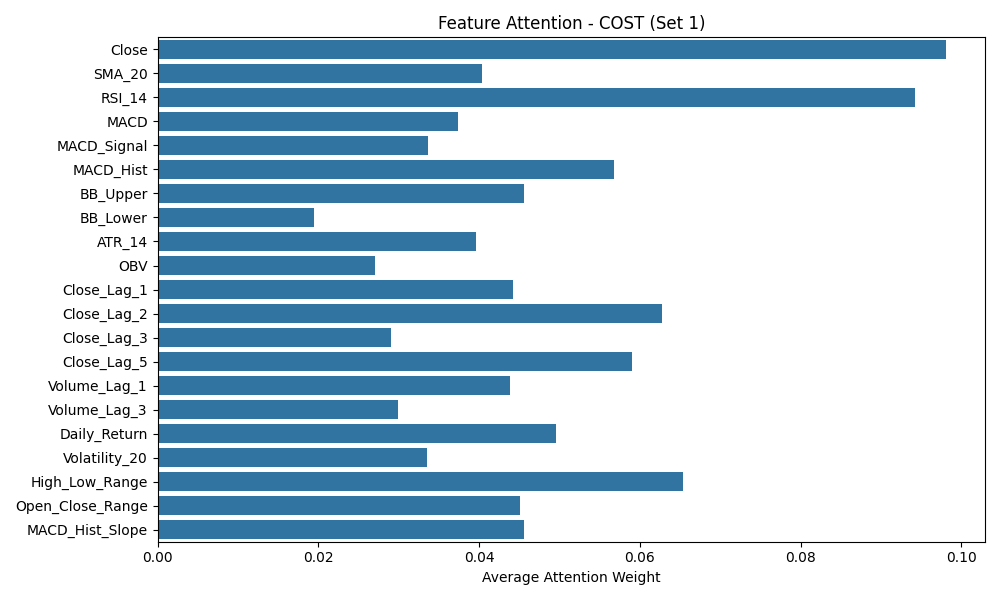 Feature Attention - COST (Set 1)
Close
SMA_20
RSI_14
MACD
MACD_Signal
MACD_Hist
BB_Upper
BB_Lower
ATR_14
OBV
Close_Lag_1
Close_Lag_2
Close_Lag_3
Close_Lag_5
Volume_Lag_1
Volume_Lag_3
Daily_Return
Volatility_20
High_Low_Range
Open_Close_Range
MACD_Hist_Slope
0.00 0.02 0.04 0.06 0.08 0.10
Average Attention Weight